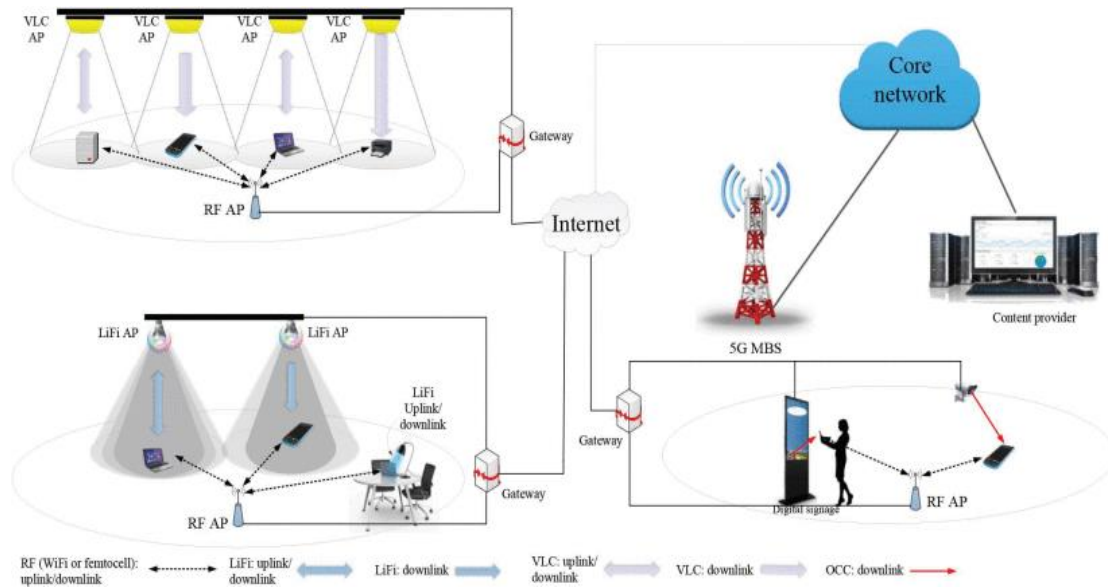 VLC AP
VLC AP
VLC AP
VLC AP
Gateway
RF AP
Internet
Core
network
5G MBS
Content provider
LiFi AP
LiFi AP
LiFi
Uplink/
downlink
Gateway
RF AP
Gateway
Digital signage
RF AP
RF (WiFi or femtocell):
uplink/downlink
LiFi: uplink/
downlink
LiFi: downlink
VLC: uplink/
downlink
VLC: downlink
OCC: downlink